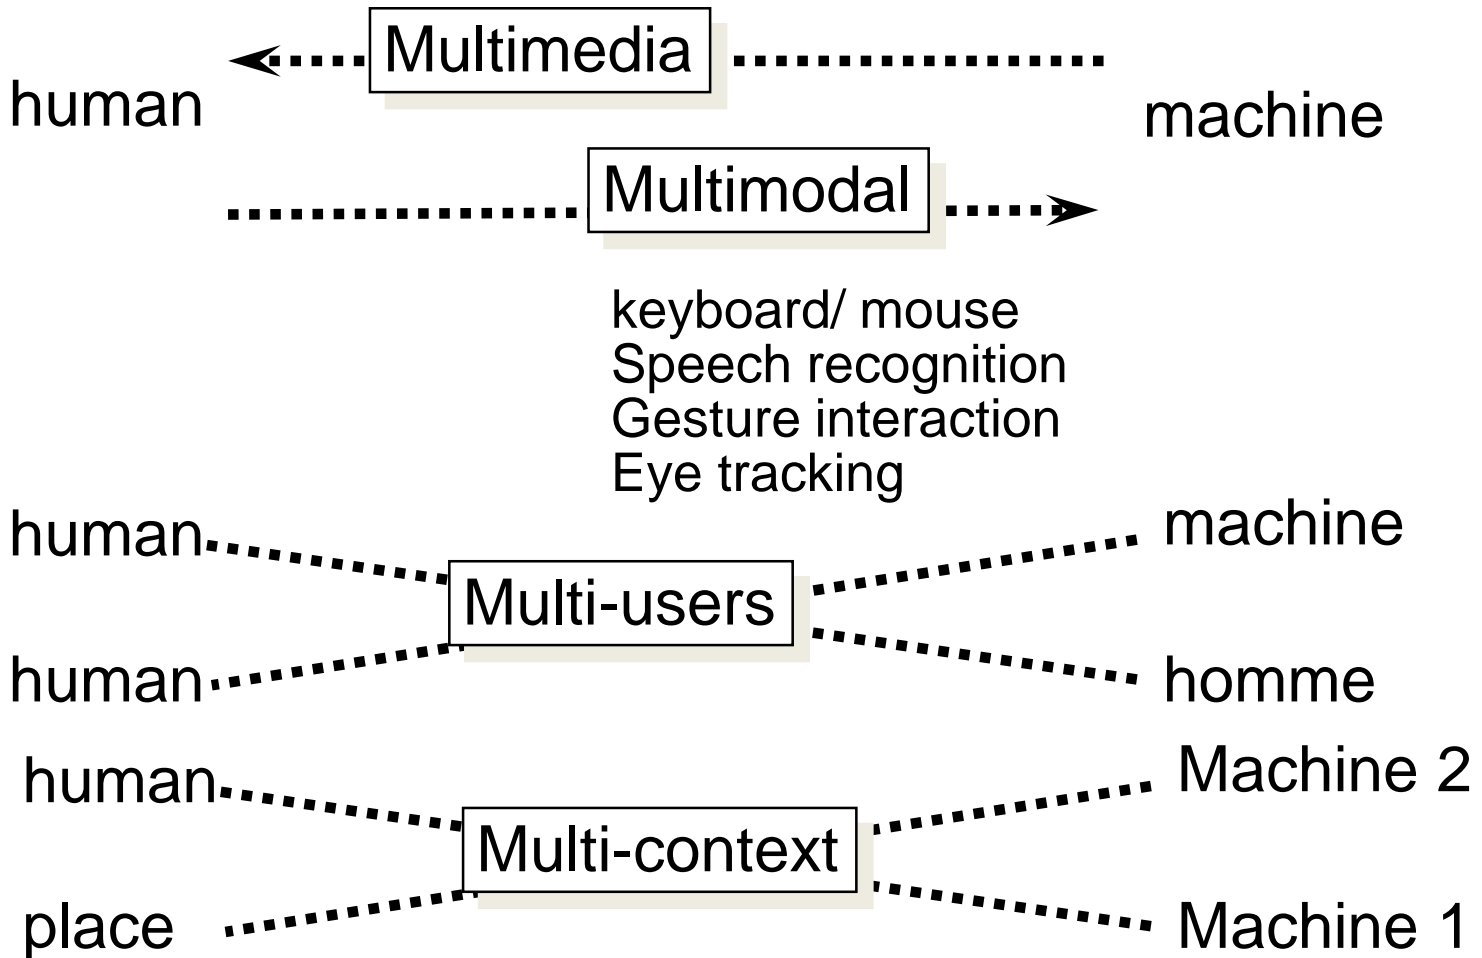 Multimedia
human
machine
Multimodal
keyboard/ mouse
Speech recognition
Gesture interaction
Eye tracking
human
machine
Multi-users
human
homme
human
Machine 2
Multi-context
place
Machine 1